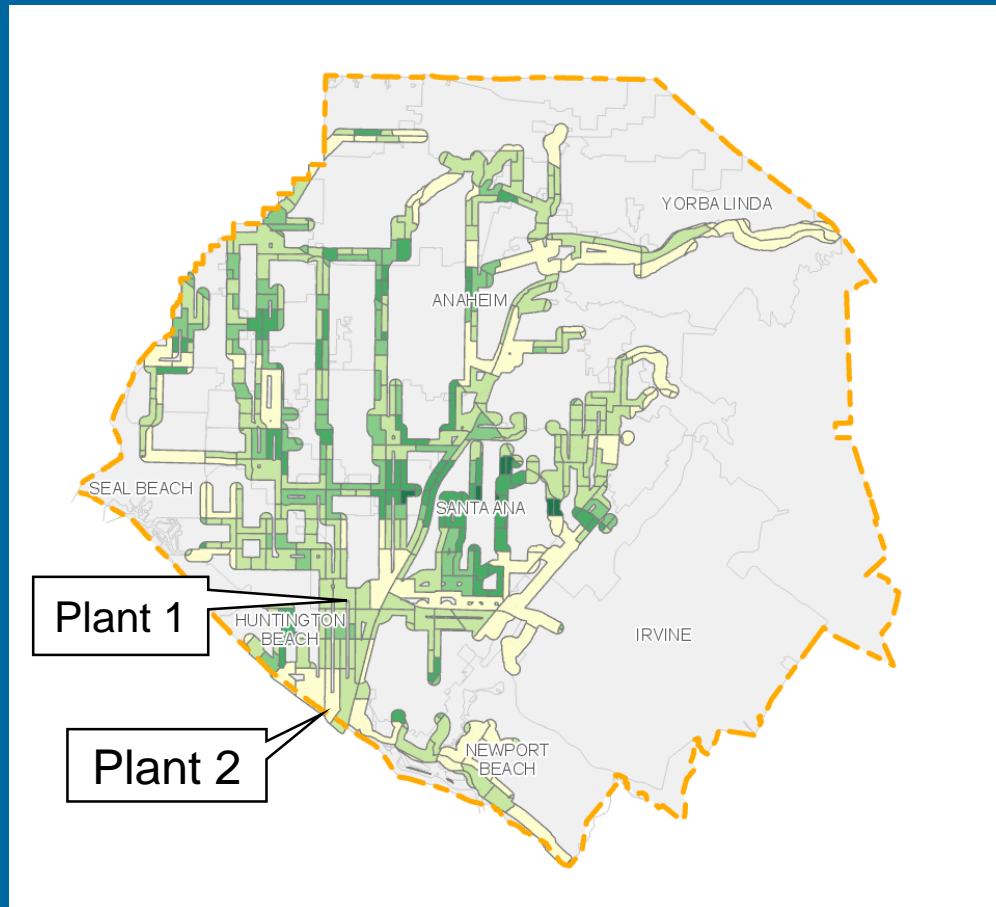 YORBA LINDA
ANAHEIM
SEAL BEACH
SANTA ANA
Plant 1
HUNTINGTON
BEACH
IRVINE
Plant 2
NEWPORT
BEACH